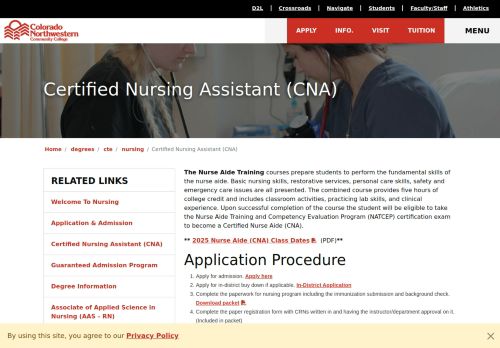 D2L | Crossroads | Navigate | Students | Faculty/Staff | Athletics
Colorado
Northwestern
Community College
APPLY INFO. VISIT TUITION MENU
Certified Nursing Assistant (CNA)
Home / degrees / cte / nursing / Certified Nursing Assistant (CNA)
RELATED LINKS
Welcome To Nursing
Application & Admission
Certified Nursing Assistant (CNA)
Guaranteed Admission Program
Degree Information
Associate of Applied Science in
Nursing (AAS - RN)
The Nurse Aide Training courses prepare students to perform the fundamental skills of
the nurse aide. Basic nursing skills, restorative services, personal care skills, safety and
emergency care issues are all presented. The combined course provides five hours of
college credit and includes classroom activities, practicing lab skills, and clinical
experience. Upon successful completion of the course the student will be eligible to take
the Nurse Aide Training and Competency Evaluation Program (NATCEP) certification exam
to become a Certified Nurse Aide (CNA).
** 2025 Nurse Aide (CNA) Class Dates (PDF)**
Application Procedure
1. Apply for admission. Apply here
2. Apply for in-district buy down if applicable. In-District Application
3. Complete the paperwork for nursing program including the immunization submission and background check.
Download packet
4. Complete the paper registration form with CRNs written in and having the instructor/department approval on it.
(Included in packet)
By using this site, you agree to our Privacy Policy